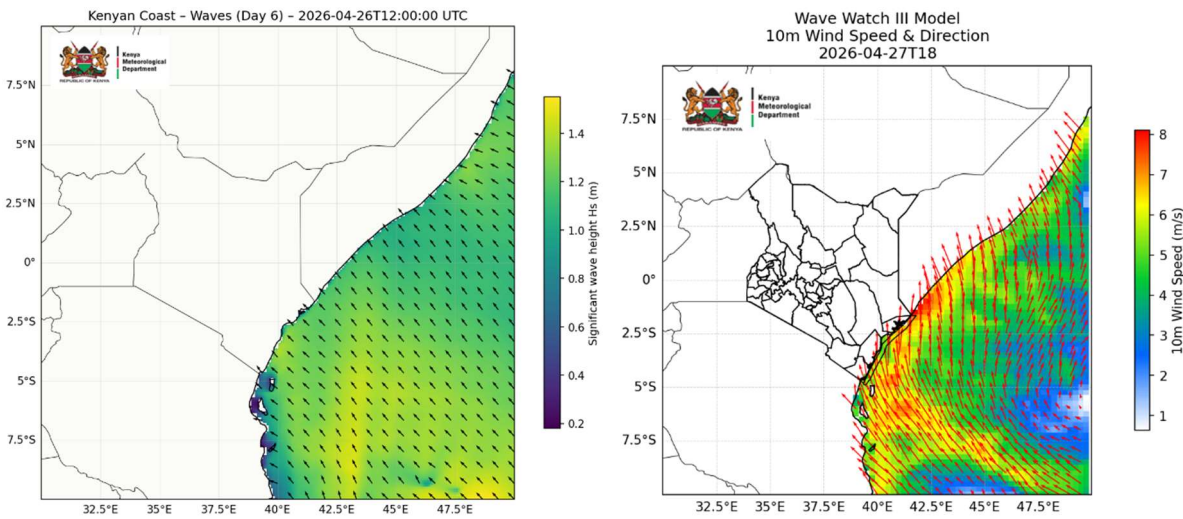 Kenyan Coast – Waves (Day 6) – 2026-04-26T12:00:00 UTC
Kenya
Meteorological
Department
REPUBLIC OF KENYA
7.5°N
5°N
2.5°N
0°
2.5°S
5°S
7.5°S
32.5°E 35°E 37.5°E 40°E 42.5°E 45°E 47.5°E
1.4
1.2
1.0
0.8
0.6
0.4
0.2
Significant wave height Hs (m)
Wave Watch III Model
10m Wind Speed & Direction
2026-04-27T18
Kenya
Meteorological
Department
REPUBLIC OF KENYA
7.5°N
5°N
2.5°N
0°
2.5°S
5°S
7.5°S
32.5°E 35°E 37.5°E 40°E 42.5°E 45°E 47.5°E
8
7
6
5
4
3
2
1
10m Wind Speed (m/s)